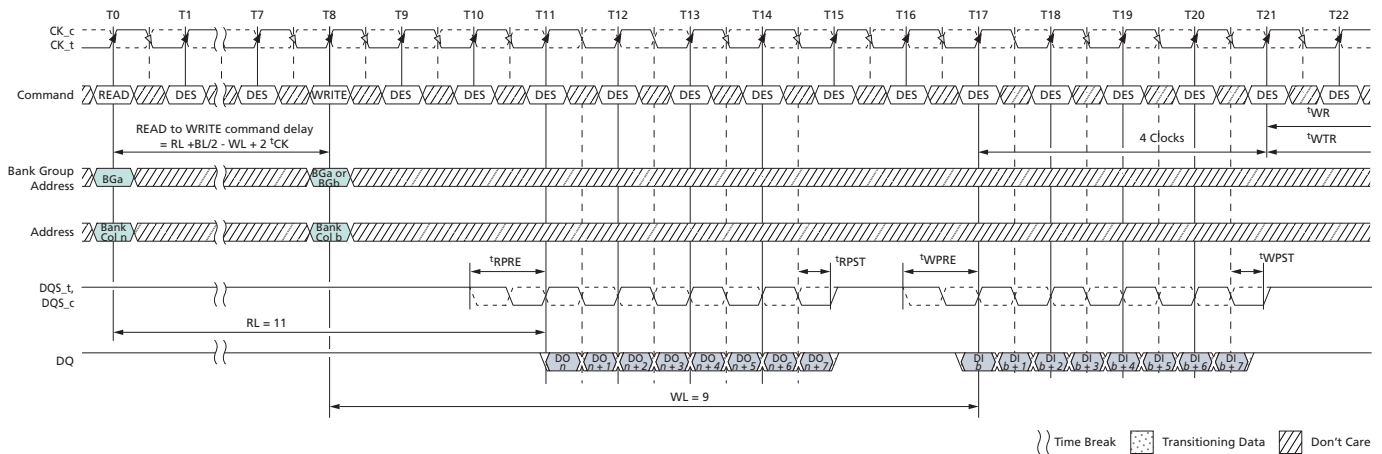 T0 T1 T7 T8 T9 T10 T11 T12 T13 T14 T15 T16 T17 T18 T19 T20 T21 T22
CK_c
CK_t
Command READ DES DES WRITE DES DES DES DES DES DES DES DES DES DES DES DES DES DES
tWR
READ to WRITE command delay
= RL +BL/2 - WL + 2 tCK
4 Clocks
tWTR
Bank Group
Address
BGa
BGa or
BGb
Address
Bank
Col n
Bank
Col b
tRPRE tRPST tWPRE tWPST
DQS_t,
DQS_c
RL = 11
DQ
DO
n
DO
n + 1
DO
n + 2
DO
n + 3
DO
n + 4
DO
n + 5
DO
n + 6
DO
n + 7
DI
b
DI
b + 1
DI
b + 2
DI
b + 3
DI
b + 4
DI
b + 5
DI
b + 6
DI
b + 7
WL = 9
Time Break Transitioning Data Don't Care